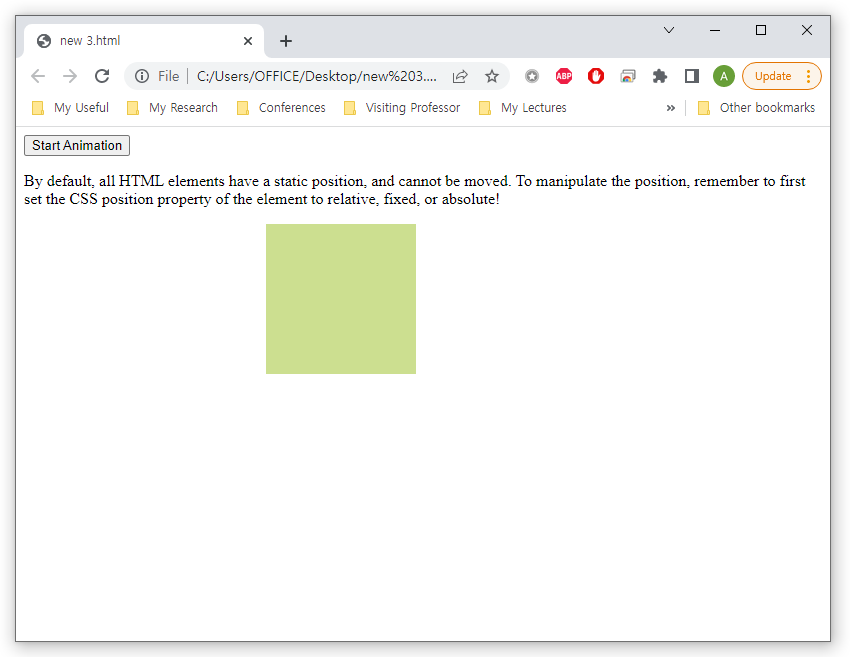 new 3.html
File C:/Users/OFFICE/Desktop/new%203.... ABP A Update
My Useful My Research Conferences Visiting Professor My Lectures » Other bookmarks
Start Animation
By default, all HTML elements have a static position, and cannot be moved. To manipulate the position, remember to first
set the CSS position property of the element to relative, fixed, or absolute!